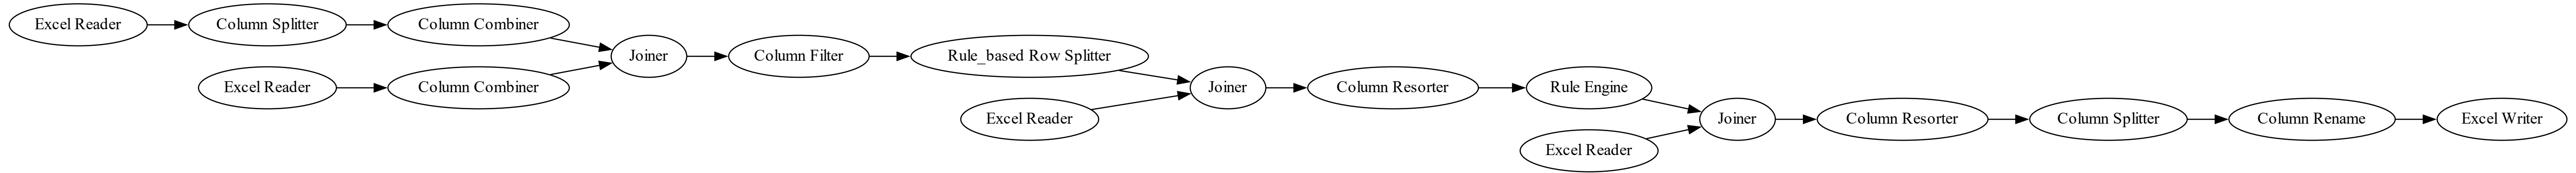 Excel Reader
Column Splitter
Column Combiner
Excel Reader
Column Combiner
Joiner
Column Filter
Rule_based Row Splitter
Excel Reader
Joiner
Column Resorter
Rule Engine
Excel Reader
Joiner
Column Resorter
Column Splitter
Column Rename
Excel Writer